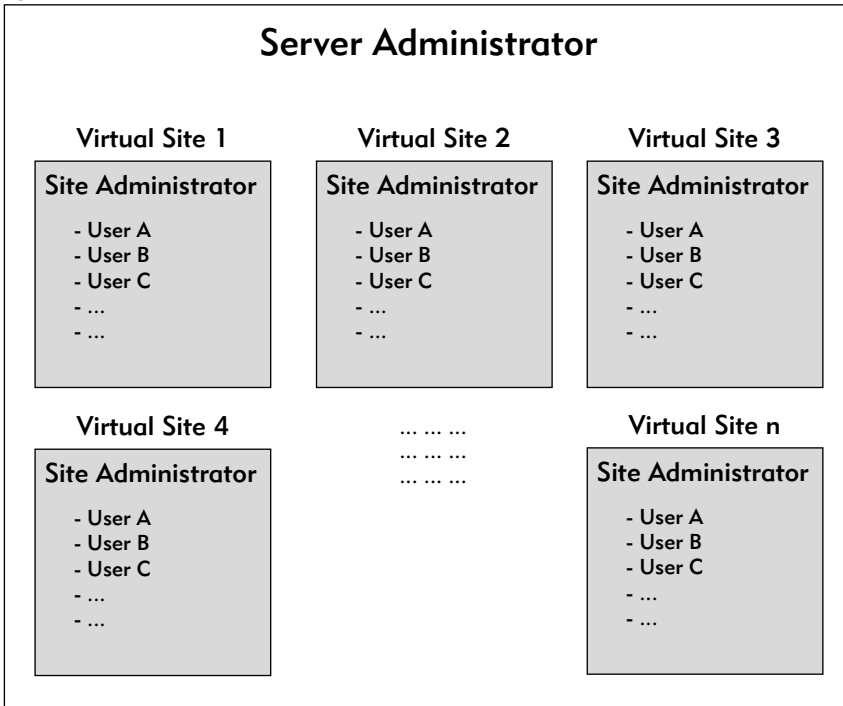 Server Administrator
Virtual Site 1
Site Administrator
- User A
- User B
- User C
- ...
- ...
Virtual Site 2
Site Administrator
- User A
- User B
- User C
- ...
- ...
Virtual Site 3
Site Administrator
- User A
- User B
- User C
- ...
- ...
Virtual Site 4
Site Administrator
- User A
- User B
- User C
- ...
- ...
... ... ...
... ... ...
... ... ...
Virtual Site n
Site Administrator
- User A
- User B
- User C
- ...
- ...